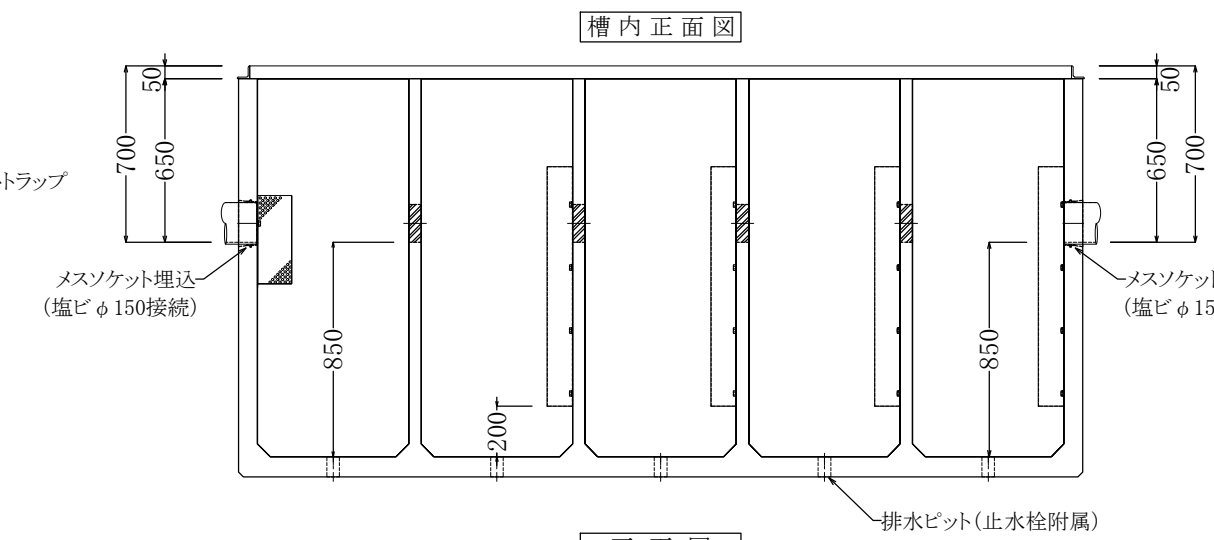 槽内正面図
50
700
650
トラップ
メスソケット埋込
(塩ビφ150接続)
850
200
850
50
650
700
メスソケット
(塩ビφ15
排水ピット(止水栓附属)